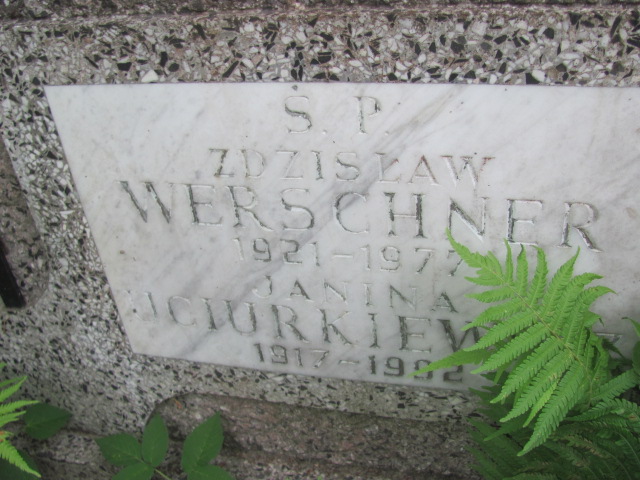 Ś. P.
ZDZISŁAW
WERSCHNER
1921-1977
JANINA
1917-1992